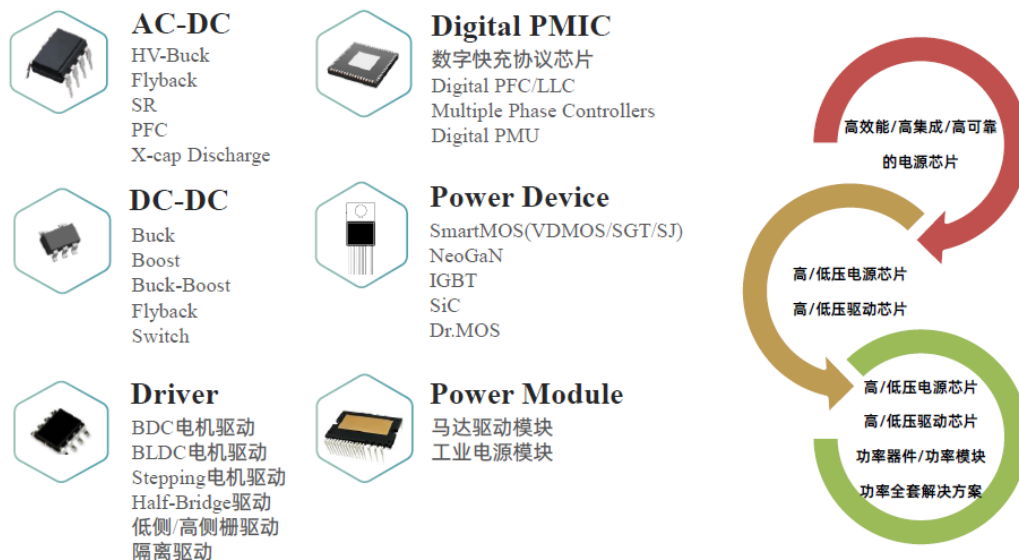 AC-DC
HV-Buck
Flyback
SR
PFC
X-cap Discharge
Digital PMIC
数字快充协议芯片
Digital PFC/LLC
Multiple Phase Controllers
Digital PMU
DC-DC
Buck
Boost
Buck-Boost
Flyback
Switch
Power Device
SmartMOS(VDMOS/SGT/SJ)
NeoGaN
IGBT
SiC
Dr.MOS
Driver
BDC电机驱动
BLDC电机驱动
Stepping电机驱动
Half-Bridge驱动
低侧/高侧栅驱动
隔离驱动
Power Module
马达驱动模块
工业电源模块
高效能/高集成/高可靠
的电源芯片
高/低压电源芯片
高/低压驱动芯片
高/低压电源芯片
高/低压驱动芯片
功率器件/功率模块
功率全套解决方案